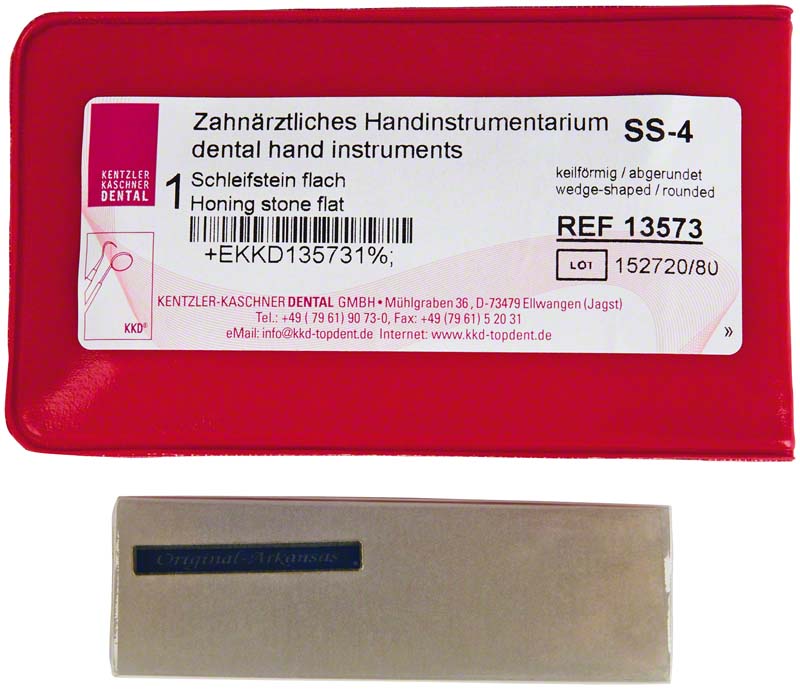 KENTZLER
KASCHNER
DENTAL
Zahnärztliches Handinstrumentarium SS-4
dental hand instruments
1 Schleifstein flach
Honing stone flat
keilförmig / abgerundet
wedge-shaped / rounded
+EKKD135731%;
REF 13573
LOT 152720/80
KKD®
KENTZLER-KASCHNER DENTAL GMBH • Mühlgraben 36, D-73479 Ellwangen (Jagst)
Tel.: +49 (79 61) 90 73-0, Fax: +49 (79 61) 5 20 31
eMail: info@kkd-topdent.de Internet: www.kkd-topdent.de
»
Original-Arkansas